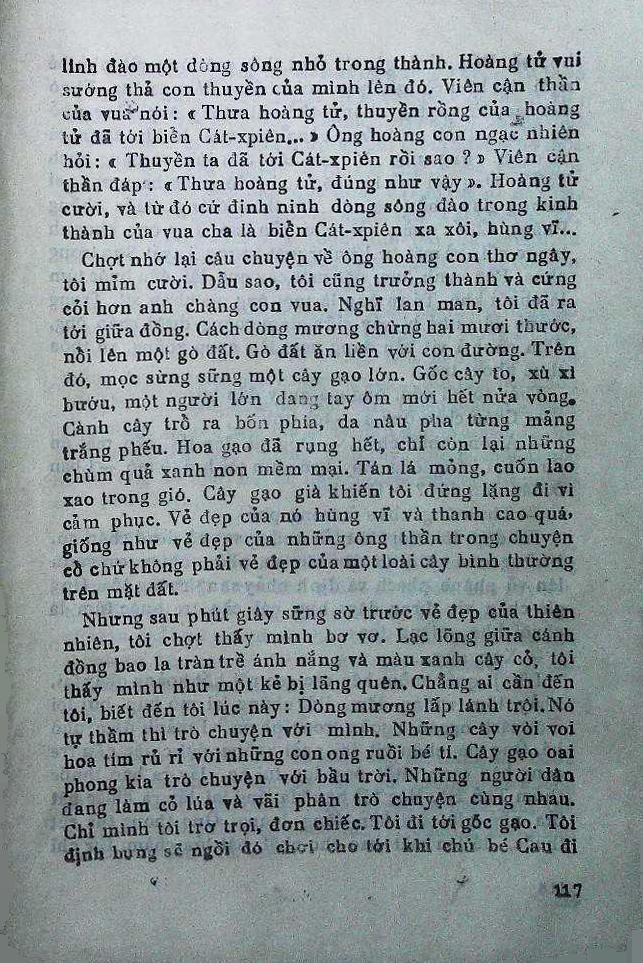 lính đào một dòng sông nhỏ trong thành. Hoàng tử vui
sướng thả con thuyền của mình lên đó. Viên cận thần
của vua nói : « Thưa hoàng tử, thuyền rồng của hoàng
tử đã tới biển Cát-xpiên... » Ông hoàng con ngạc nhiên
hỏi : « Thuyền ta đã tới Cát-xpiên rồi sao ? » Viên cận
thần đáp : « Thưa hoàng tử, đúng như vậy ». Hoàng tử
cười, và từ đó cứ đinh ninh dòng sông đào trong kinh
thành của vua cha là biển Cát-xpiên xa xôi, hùng vĩ...
Chợt nhớ lại câu chuyện về ông hoàng con thơ ngây,
tôi mỉm cười. Dẫu sao, tôi cũng trưởng thành và cứng
cỏi hơn anh chàng con vua. Nghĩ lan man, tôi đã ra
tới giữa đồng. Cách dòng mương chừng hai mươi thước,
nổi lên một gò đất. Gò đất ăn liền với con đường. Trên
đó, mọc sừng sững một cây gạo lớn. Gốc cây to, xù xì
bướu, một người lớn dang tay ôm mới hết nửa vòng.
Cành cây trổ ra bốn phía, da nâu pha từng mảng
trắng phếu. Hoa gạo đã rụng hết, chỉ còn lại những
chùm quả xanh non mềm mại. Tán lá mỏng, cuốn lao
xao trong gió. Cây gạo già khiến tôi đứng lặng đi vì
cảm phục. Vẻ đẹp của nó hùng vĩ và thanh cao quá,
giống như vẻ đẹp của những ông thần trong chuyện
cổ chứ không phải vẻ đẹp của một loài cây bình thường
trên mặt đất.
Nhưng sau phút giây sững sờ trước vẻ đẹp của thiên
nhiên, tôi chợt thấy mình bơ vơ. Lạc lõng giữa cánh
đồng bao la tràn trề ánh nắng và màu xanh cây cỏ, tôi
thấy mình như một kẻ bị lãng quên. Chẳng ai cần đến
tôi, biết đến tôi lúc này : Dòng mương lấp lánh trôi. Nó
tự thầm thì trò chuyện với mình. Những cây vòi voi
hoa tím rủ rỉ với những con ong ruồi bé tí. Cây gạo oai
phong kia trò chuyện với bầu trời. Những người dân
đang làm cỏ lúa và vãi phân trò chuyện cùng nhau.
Chỉ mình tôi trơ trọi, đơn chiếc. Tôi đi tới gốc gạo. Tôi
định bụng sẽ ngồi đó chơi cho tới khi chú bé Cau đi
117